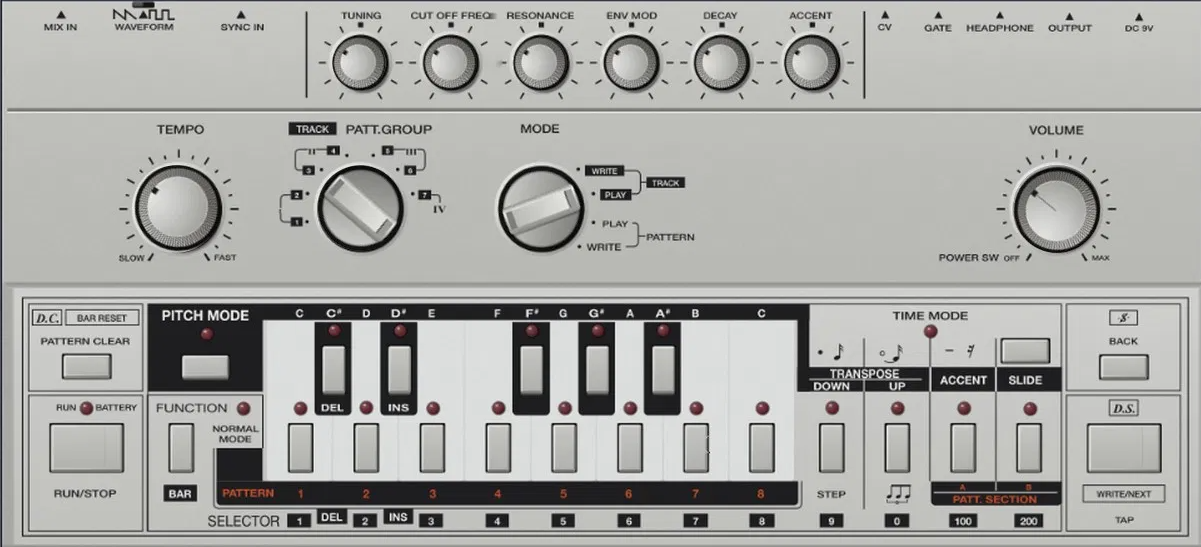 MIX IN
WAVEFORM
SYNC IN
TUNING CUT OFF FREQ RESONANCE ENV MOD DECAY ACCENT
CV GATE HEADPHONE OUTPUT DC 9V
TEMPO
SLOW FAST
TRACK PATT.GROUP
II 4 5 III
3 6
2 7
1 IV
MODE
WRITE
PLAY
TRACK
PLAY
WRITE
PATTERN
VOLUME
POWER SW OFF MAX
D.C. BAR RESET
PATTERN CLEAR
RUN BATTERY
RUN/STOP
PITCH MODE
C C# D D# E F F# G G# A A# B C
DEL INS
FUNCTION
NORMAL
MODE
BAR
PATTERN 1 2 3 4 5 6 7 8
SELECTOR 1 DEL 2 INS 3 4 5 6 7 8 9 0 100 200
TIME MODE
TRANSPOSE
DOWN UP ACCENT SLIDE
STEP
A B
PATT. SECTION
S
BACK
D.S.
WRITE/NEXT
TAP